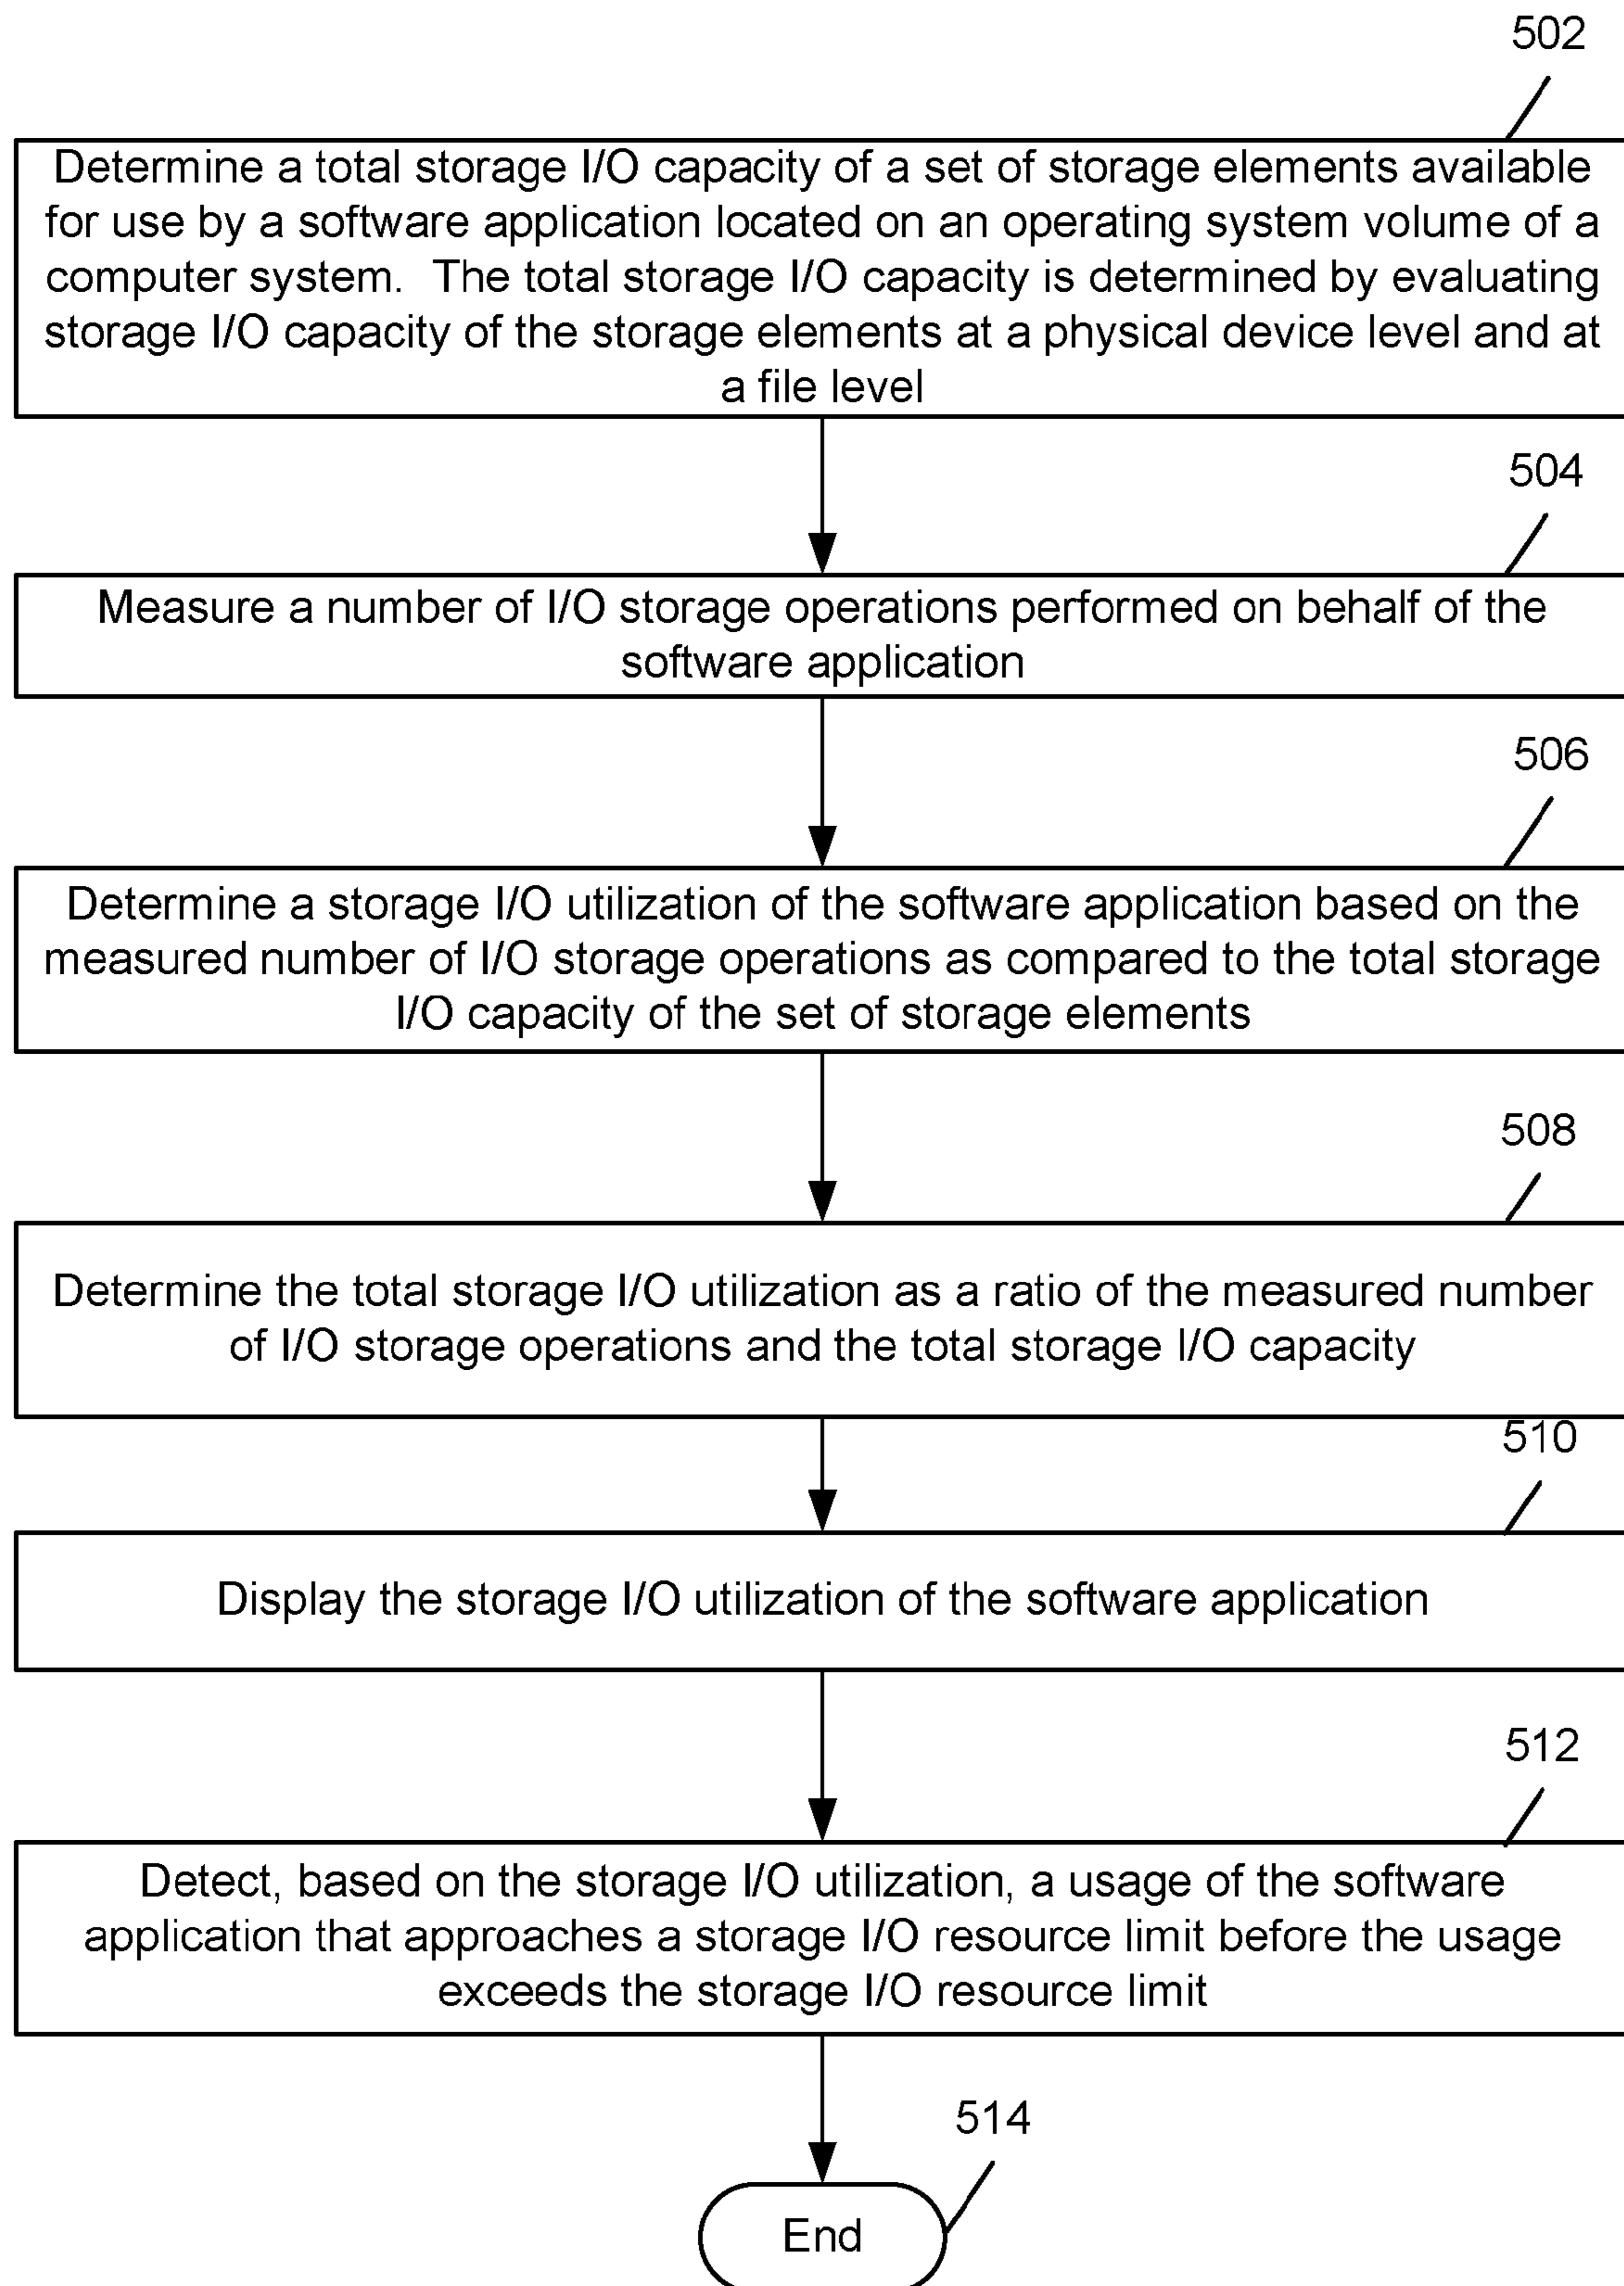 502
Determine a total storage I/O capacity of a set of storage elements available
for use by a software application located on an operating system volume of a
computer system.  The total storage I/O capacity is determined by evaluating
storage I/O capacity of the storage elements at a physical device level and at
a file level
504
Measure a number of I/O storage operations performed on behalf of the
software application
506
Determine a storage I/O utilization of the software application based on the
measured number of I/O storage operations as compared to the total storage
I/O capacity of the set of storage elements
508
Determine the total storage I/O utilization as a ratio of the measured number
of I/O storage operations and the total storage I/O capacity
510
Display the storage I/O utilization of the software application
512
Detect, based on the storage I/O utilization, a usage of the software
application that approaches a storage I/O resource limit before the usage
exceeds the storage I/O resource limit
514
End